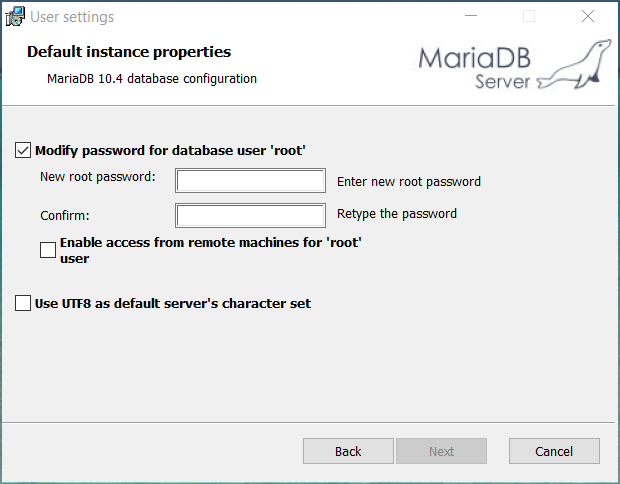 User settings
Default instance properties
MariaDB 10.4 database configuration
MariaDB
Server
Modify password for database user 'root'
New root password:
Enter new root password
Confirm:
Retype the password
Enable access from remote machines for 'root'
user
Use UTF8 as default server's character set
Back
Next
Cancel